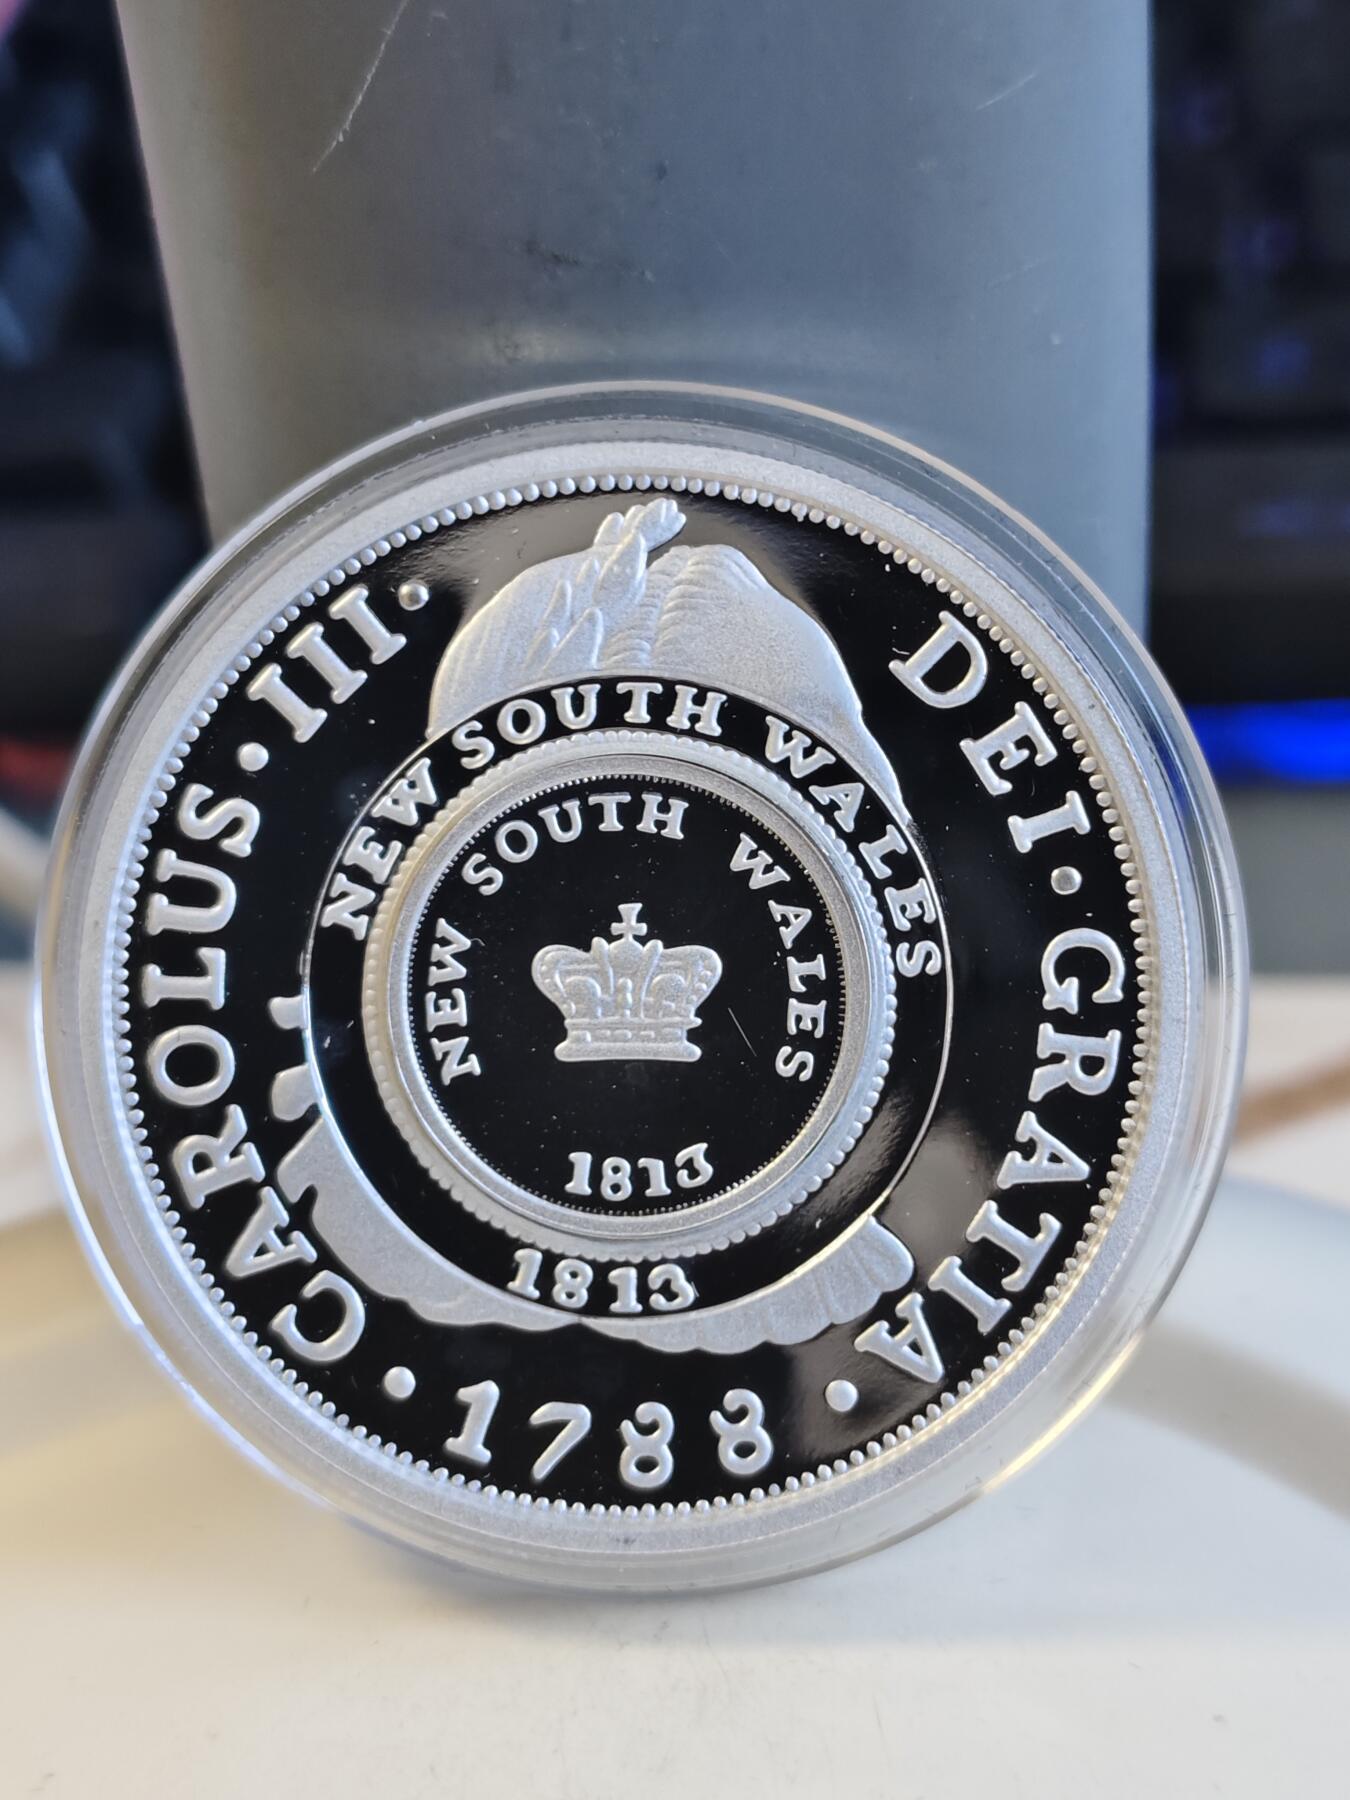 CAROLUS·III·
DEI·GRATIA
·1788·
NEW SOUTH WALES
1813
NEW SOUTH WALES
1813